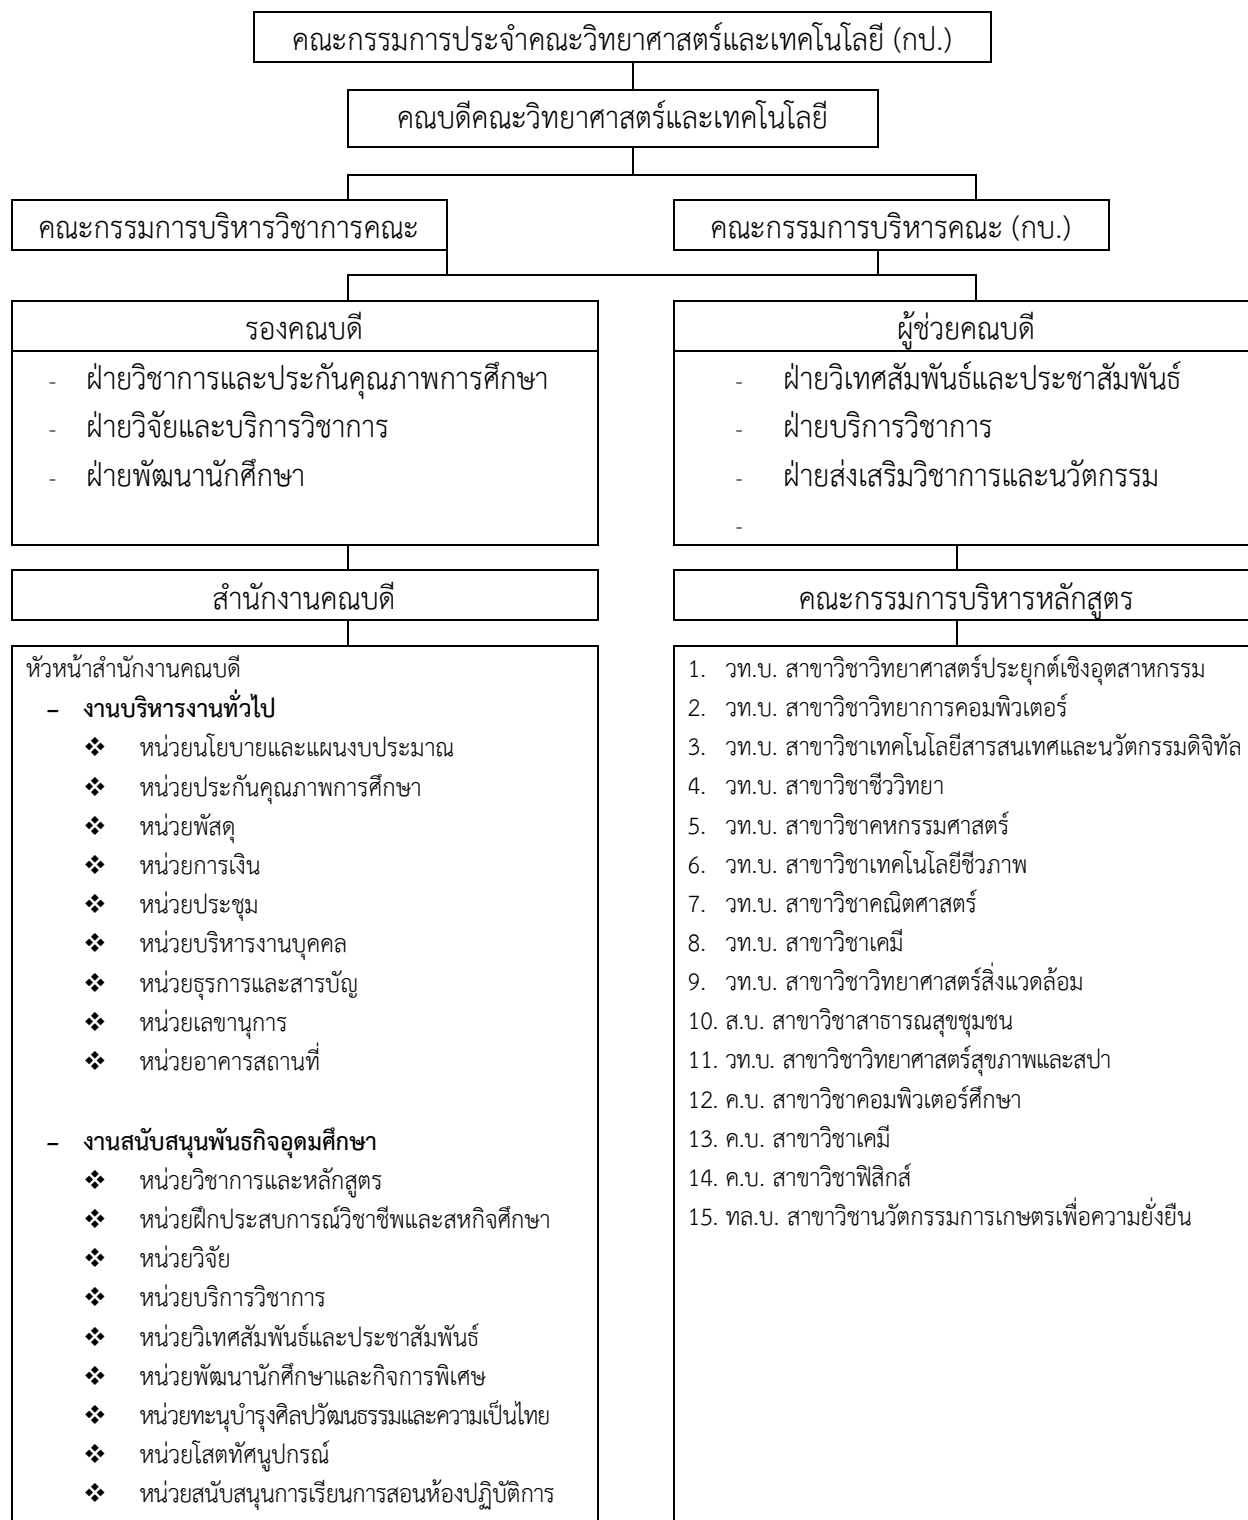 คณะกรรมการประจำคณะวิทยาศาสตร์และเทคโนโลยี (กป.)
คณบดีคณะวิทยาศาสตร์และเทคโนโลยี
คณะกรรมการบริหารวิชาการคณะ
คณะกรรมการบริหารคณะ (กบ.)
รองคณบดี
- ฝ่ายวิชาการและประกันคุณภาพการศึกษา
- ฝ่ายวิจัยและบริการวิชาการ
- ฝ่ายพัฒนานักศึกษา
ผู้ช่วยคณบดี
- ฝ่ายวิเทศสัมพันธ์และประชาสัมพันธ์
- ฝ่ายบริการวิชาการ
- ฝ่ายส่งเสริมวิชาการและนวัตกรรม
-
สำนักงานคณบดี
หัวหน้าสำนักงานคณบดี
– งานบริหารงานทั่วไป
❖ หน่วยนโยบายและแผนงบประมาณ
❖ หน่วยประกันคุณภาพการศึกษา
❖ หน่วยพัสดุ
❖ หน่วยการเงิน
❖ หน่วยประชุม
❖ หน่วยบริหารงานบุคคล
❖ หน่วยธุรการและสารบัญ
❖ หน่วยเลขานุการ
❖ หน่วยอาคารสถานที่
– งานสนับสนุนพันธกิจอุดมศึกษา
❖ หน่วยวิชาการและหลักสูตร
❖ หน่วยฝึกประสบการณ์วิชาชีพและสหกิจศึกษา
❖ หน่วยวิจัย
❖ หน่วยบริการวิชาการ
❖ หน่วยวิเทศสัมพันธ์และประชาสัมพันธ์
❖ หน่วยพัฒนานักศึกษาและกิจการพิเศษ
❖ หน่วยทะนุบำรุงศิลปวัฒนธรรมและความเป็นไทย
❖ หน่วยโสตทัศนูปกรณ์
❖ หน่วยสนับสนุนการเรียนการสอนห้องปฏิบัติการ
คณะกรรมการบริหารหลักสูตร
1. วท.บ. สาขาวิชาวิทยาศาสตร์ประยุกต์เชิงอุตสาหกรรม
2. วท.บ. สาขาวิชาวิทยาการคอมพิวเตอร์
3. วท.บ. สาขาวิชาเทคโนโลยีสารสนเทศและนวัตกรรมดิจิทัล
4. วท.บ. สาขาวิชาชีววิทยา
5. วท.บ. สาขาวิชาคหกรรมศาสตร์
6. วท.บ. สาขาวิชาเทคโนโลยีชีวภาพ
7. วท.บ. สาขาวิชาคณิตศาสตร์
8. วท.บ. สาขาวิชาเคมี
9. วท.บ. สาขาวิชาวิทยาศาสตร์สิ่งแวดล้อม
10. ส.บ. สาขาวิชาสาธารณสุขชุมชน
11. วท.บ. สาขาวิชาวิทยาศาสตร์สุขภาพและสปา
12. ค.บ. สาขาวิชาคอมพิวเตอร์ศึกษา
13. ค.บ. สาขาวิชาเคมี
14. ค.บ. สาขาวิชาฟิสิกส์
15. ทล.บ. สาขาวิชานวัตกรรมการเกษตรเพื่อความยั่งยืน